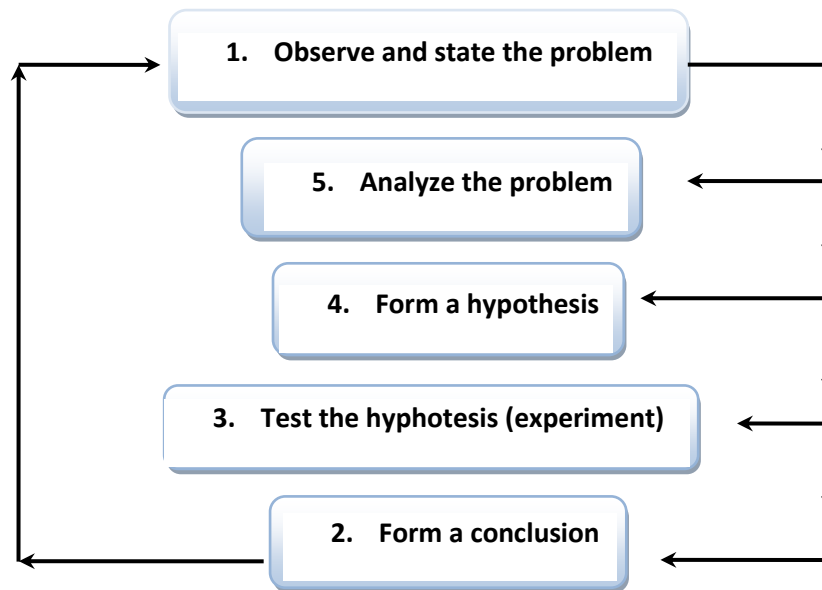 1. Observe and state the problem
5. Analyze the problem
4. Form a hypothesis
3. Test the hyphotesis (experiment)
2. Form a conclusion